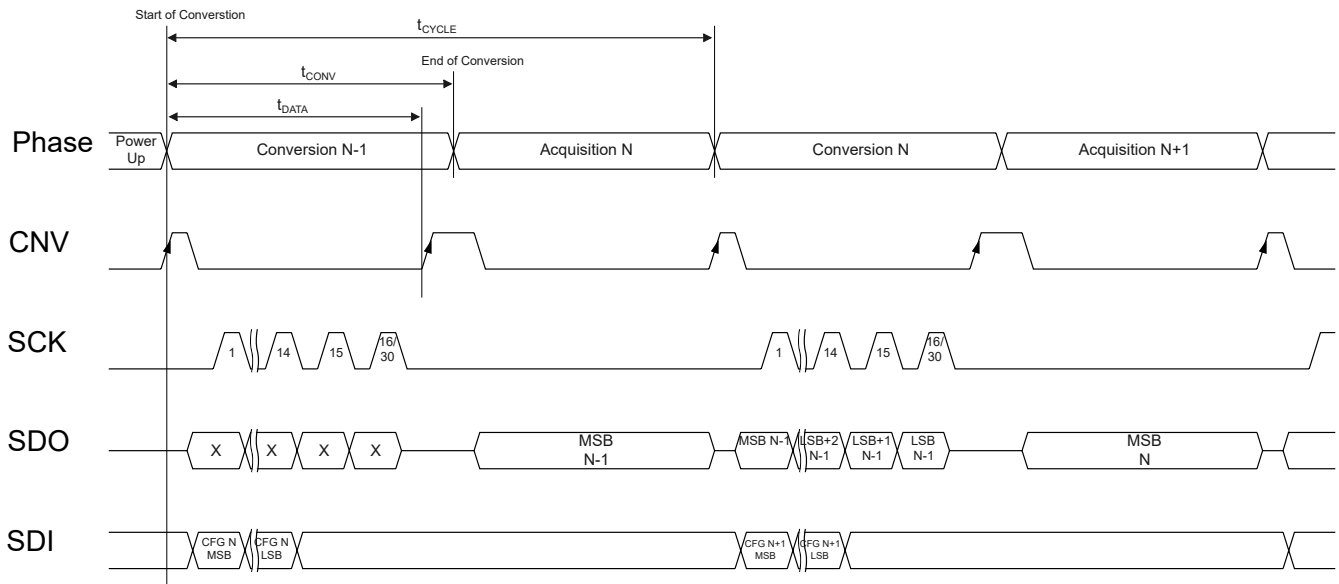 Start of Converstion
tCYCLE
tCONV
End of Conversion
tDATA
Phase
Power
Up
Conversion N-1
Acquisition N
Conversion N
Acquisition N+1
CNV
SCK
1
14
15
16/
30
1
14
15
16/
30
SDO
X
X
X
X
MSB
N-1
MSB N-1
LSB+2
N-1
LSB+1
N-1
LSB
N-1
MSB
N
SDI
CFG N
MSB
CFG N
LSB
CFG N+1
MSB
CFG N+1
LSB